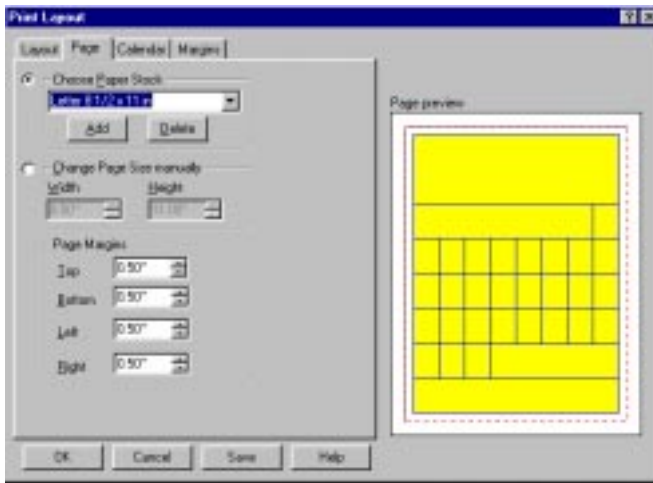 Print Layout
Layout Page Calendar Margins
Choose Paper Stock
Letter 8 1/2 x 11 in
Add Delete
Page preview
Change Page Size manually
Width Height
Page Margins
Top 0.50"
Bottom 0.50"
Left 0.50"
Right 0.50"
OK Cancel Save Help